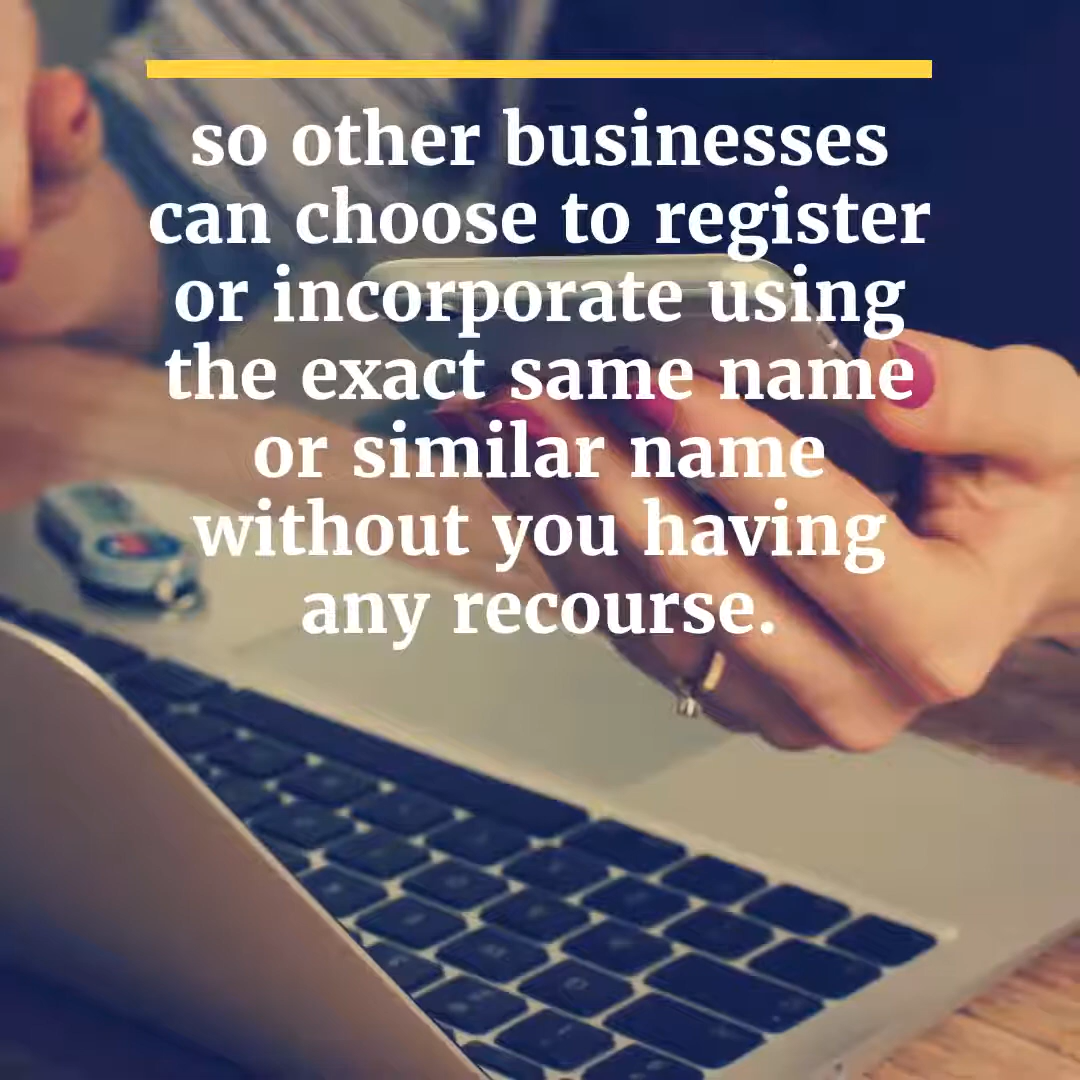 so other businesses
can choose to register
or incorporate using
the exact same name
or similar name
without you having
any recourse.